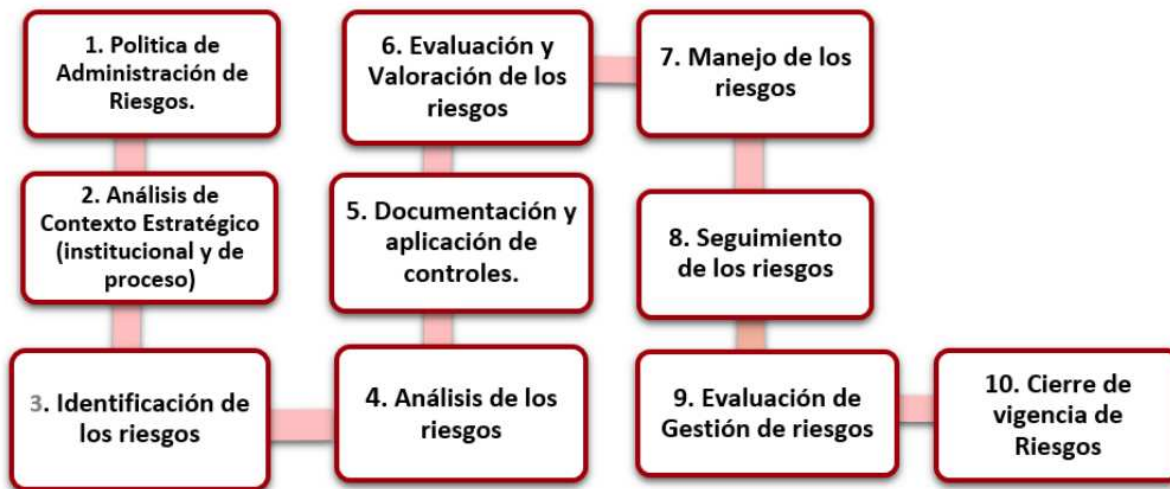 1. Politica de
Administración de
Riesgos.
2. Análisis de
Contexto Estratégico
(institucional y de
proceso)
3. Identificación de
los riesgos
4. Análisis de los
riesgos
5. Documentación y
aplicación de
controles.
6. Evaluación y
Valoración de los
riesgos
7. Manejo de los
riesgos
8. Seguimiento
de los riesgos
9. Evaluación de
Gestión de riesgos
10. Cierre de
vigencia de
Riesgos